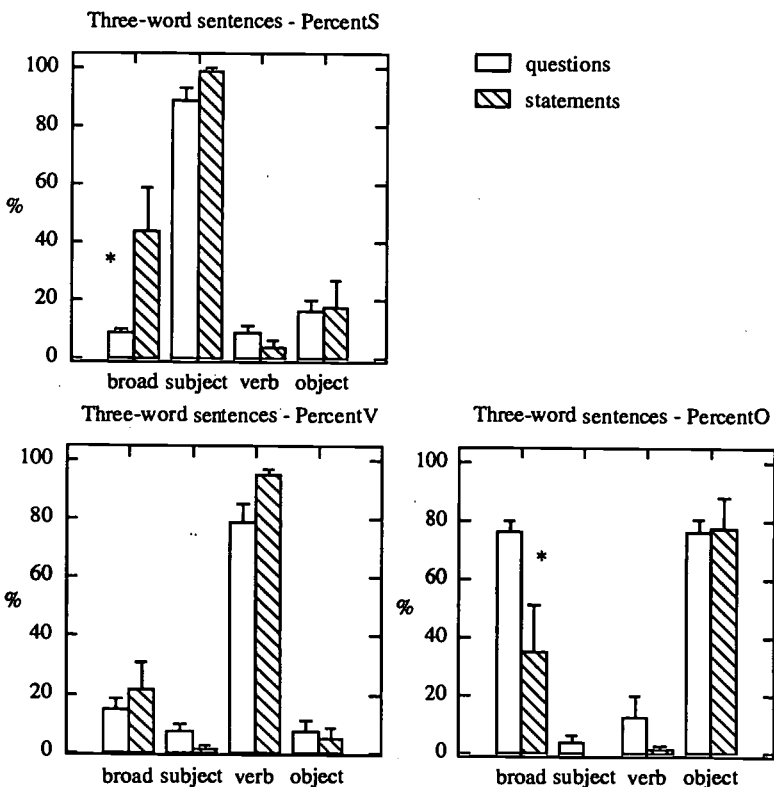 Three-word sentences - PercentS
questions
statements
100
80
60
%
40
*
20
0
broad subject verb object
Three-word sentences - PercentV
100
80
60
%
40
20
0
broad subject verb object
Three-word sentences - PercentO
100
80
*
60
%
40
20
0
broad subject verb object